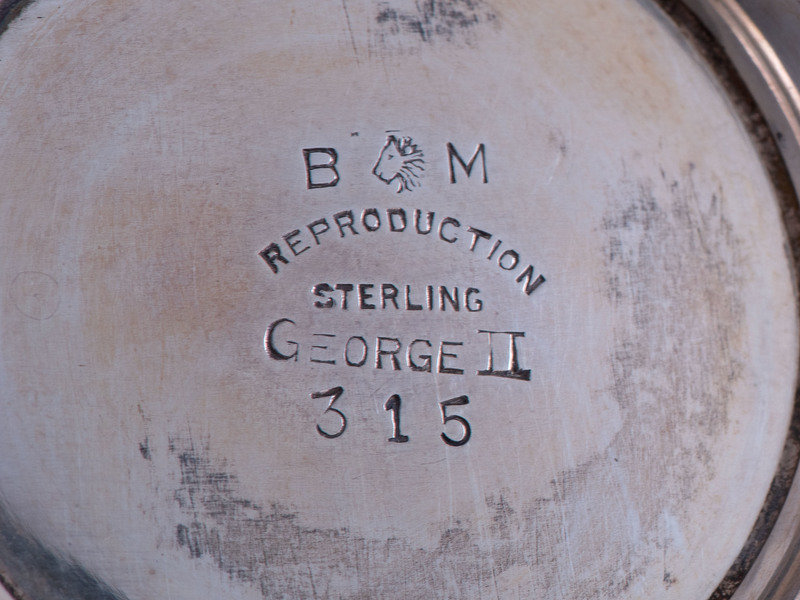 B M
REPRODUCTION
STERLING
GEORGE II
315